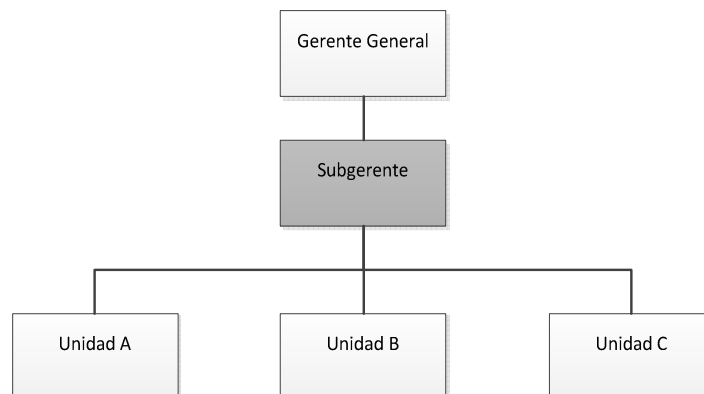 Gerente General
Subgerente
Unidad A
Unidad B
Unidad C